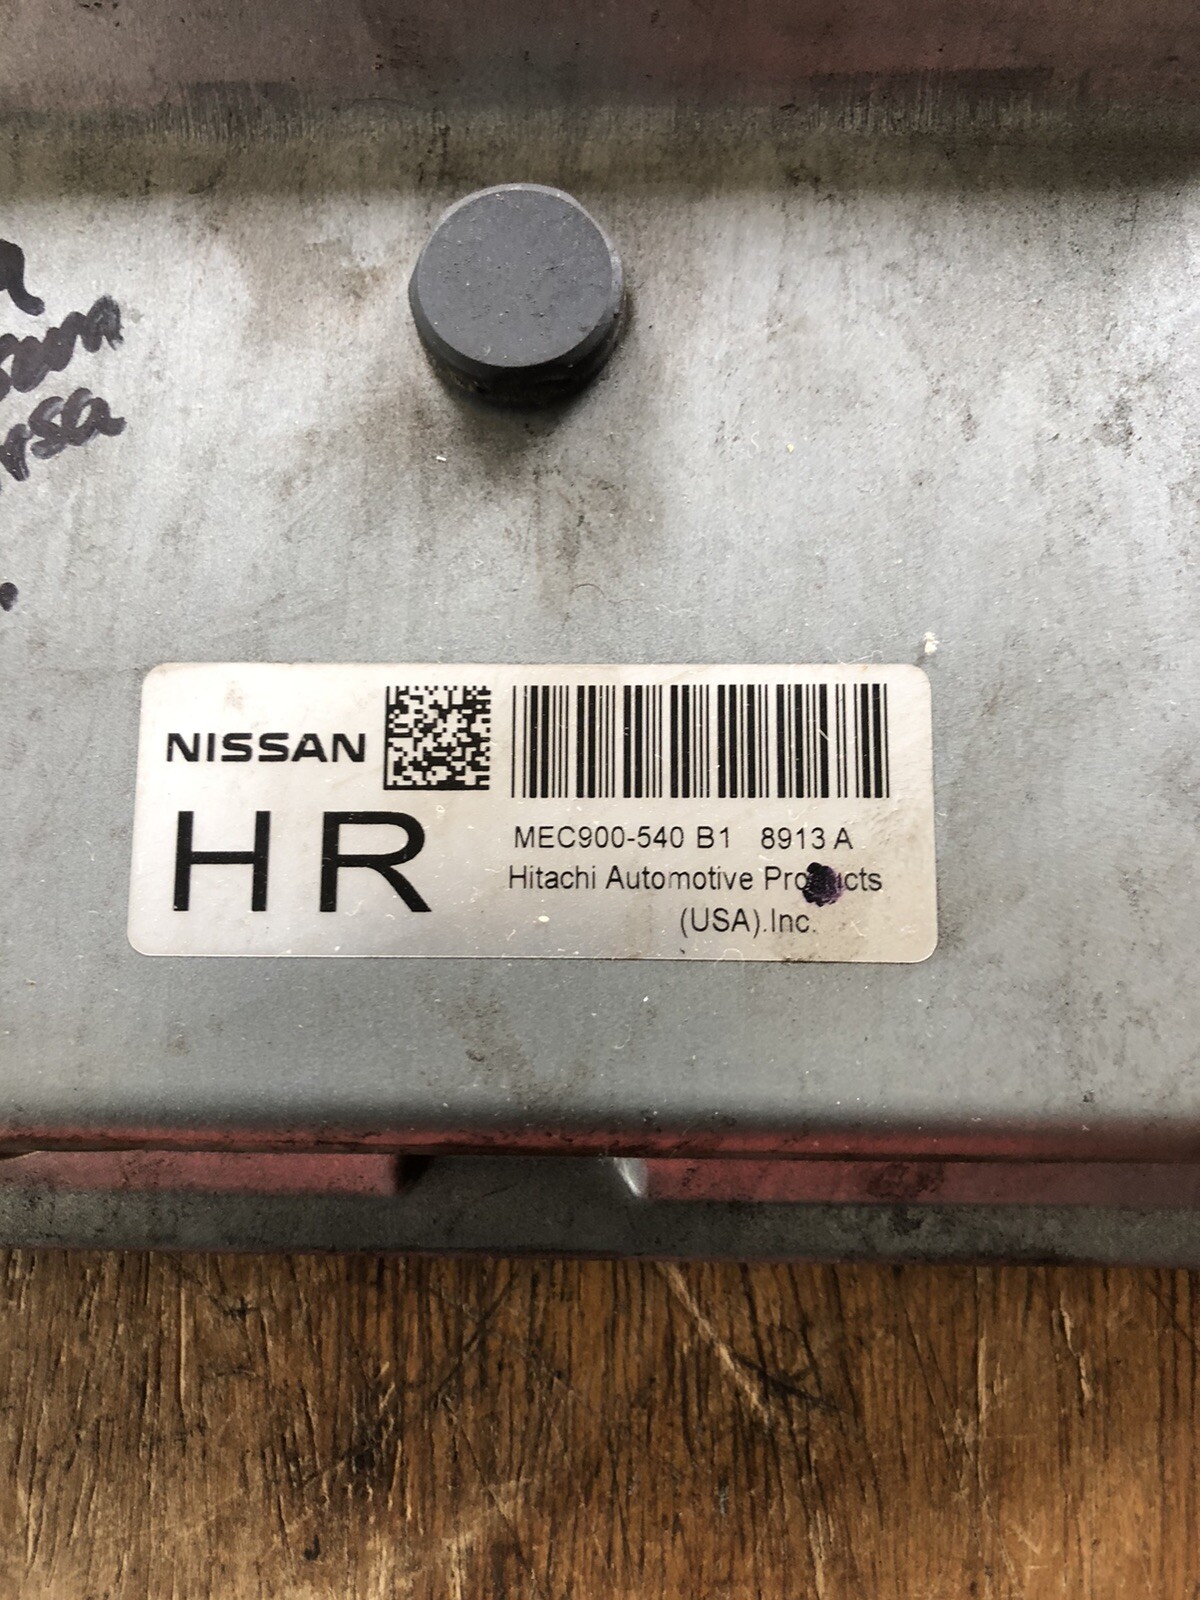 NISSAN
HR
MEC900-540 B1 8913 A
Hitachi Automotive Products
(USA).Inc.